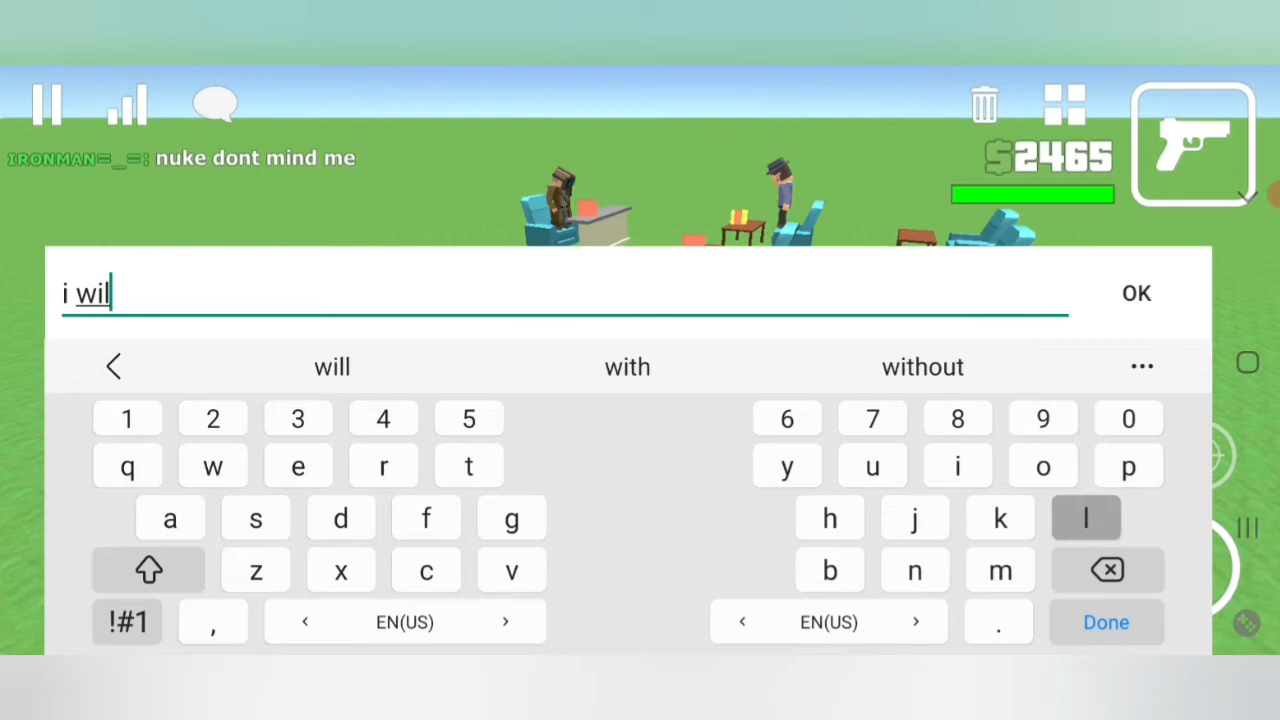 IRONMAN=_=: nuke dont mind me
$2465
i wil
OK
will with without ...
1 2 3 4 5 6 7 8 9 0
q w e r t y u i o p
a s d f g h j k l
z x c v b n m
!#1 , < EN(US) > < EN(US) > . Done